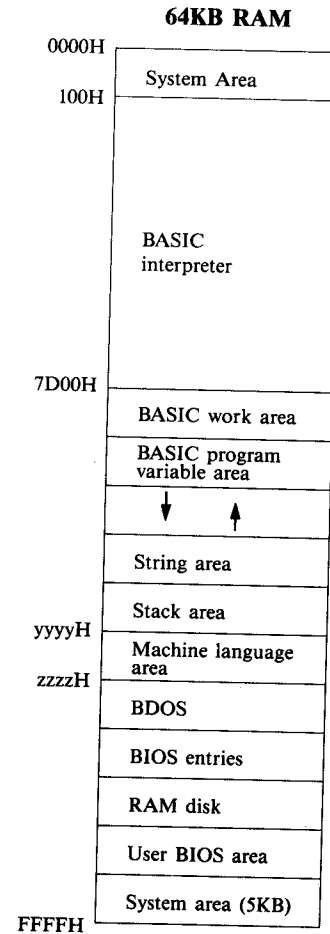 64KB RAM
0000H
System Area
100H
BASIC
interpreter
7D00H
BASIC work area
BASIC program
variable area
String area
Stack area
yyyyH
Machine language
area
zzzzH
BDOS
BIOS entries
RAM disk
User BIOS area
System area (5KB)
FFFFH